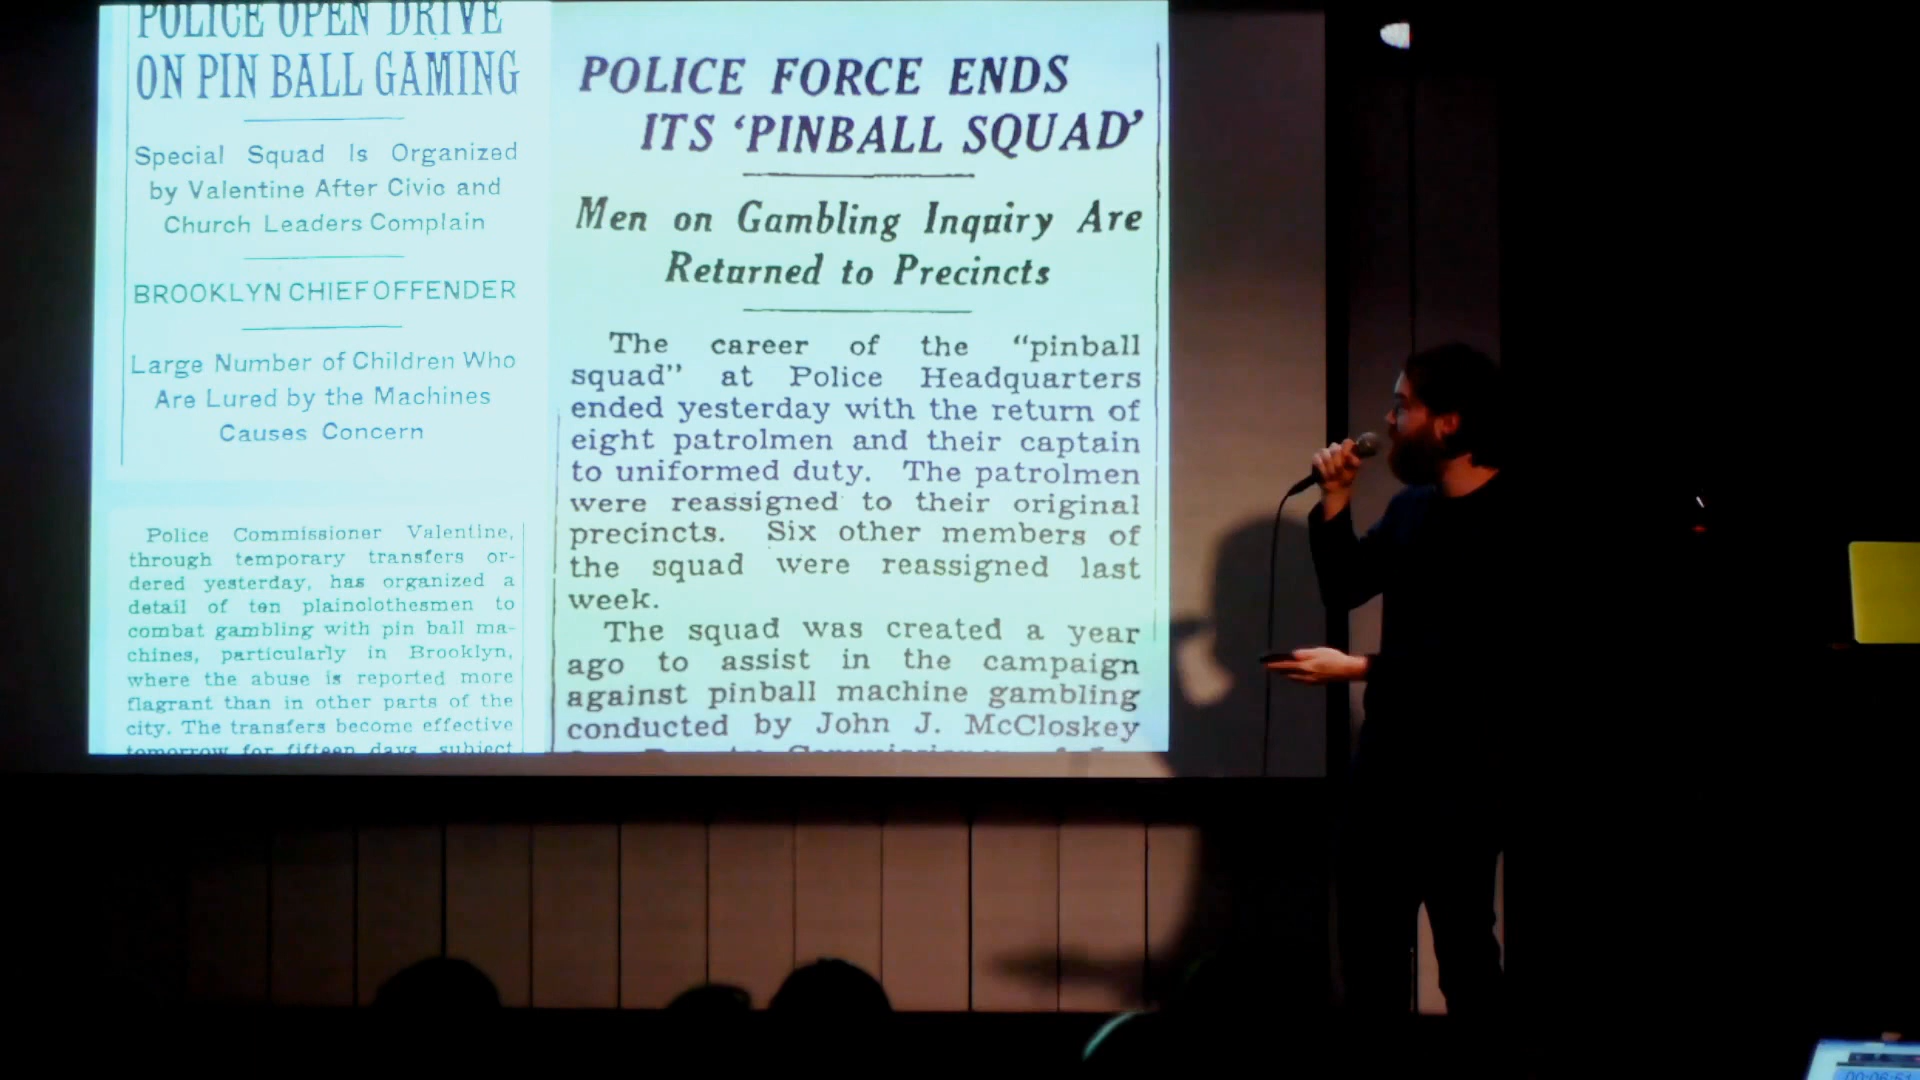 POLICE OPEN DRIVE
ON PIN BALL GAMING
Special Squad Is Organized
by Valentine After Civic and
Church Leaders Complain
BROOKLYN CHIEF OFFENDER
Large Number of Children Who
Are Lured by the Machines
Causes Concern
Police Commissioner Valentine,
through temporary transfers or-
dered yesterday, has organized a
detail of ten plainclothesmen to
combat gambling with pin ball ma-
chines, particularly in Brooklyn,
where the abuse is reported more
flagrant than in other parts of the
city. The transfers become effective
tomorrow for fifteen days, subject
POLICE FORCE ENDS
ITS ‘PINBALL SQUAD’
Men on Gambling Inquiry Are
Returned to Precincts
The career of the “pinball
squad” at Police Headquarters
ended yesterday with the return of
eight patrolmen and their captain
to uniformed duty. The patrolmen
were reassigned to their original
precincts. Six other members of
the squad were reassigned last
week.
The squad was created a year
ago to assist in the campaign
against pinball machine gambling
conducted by John J. McCloskey